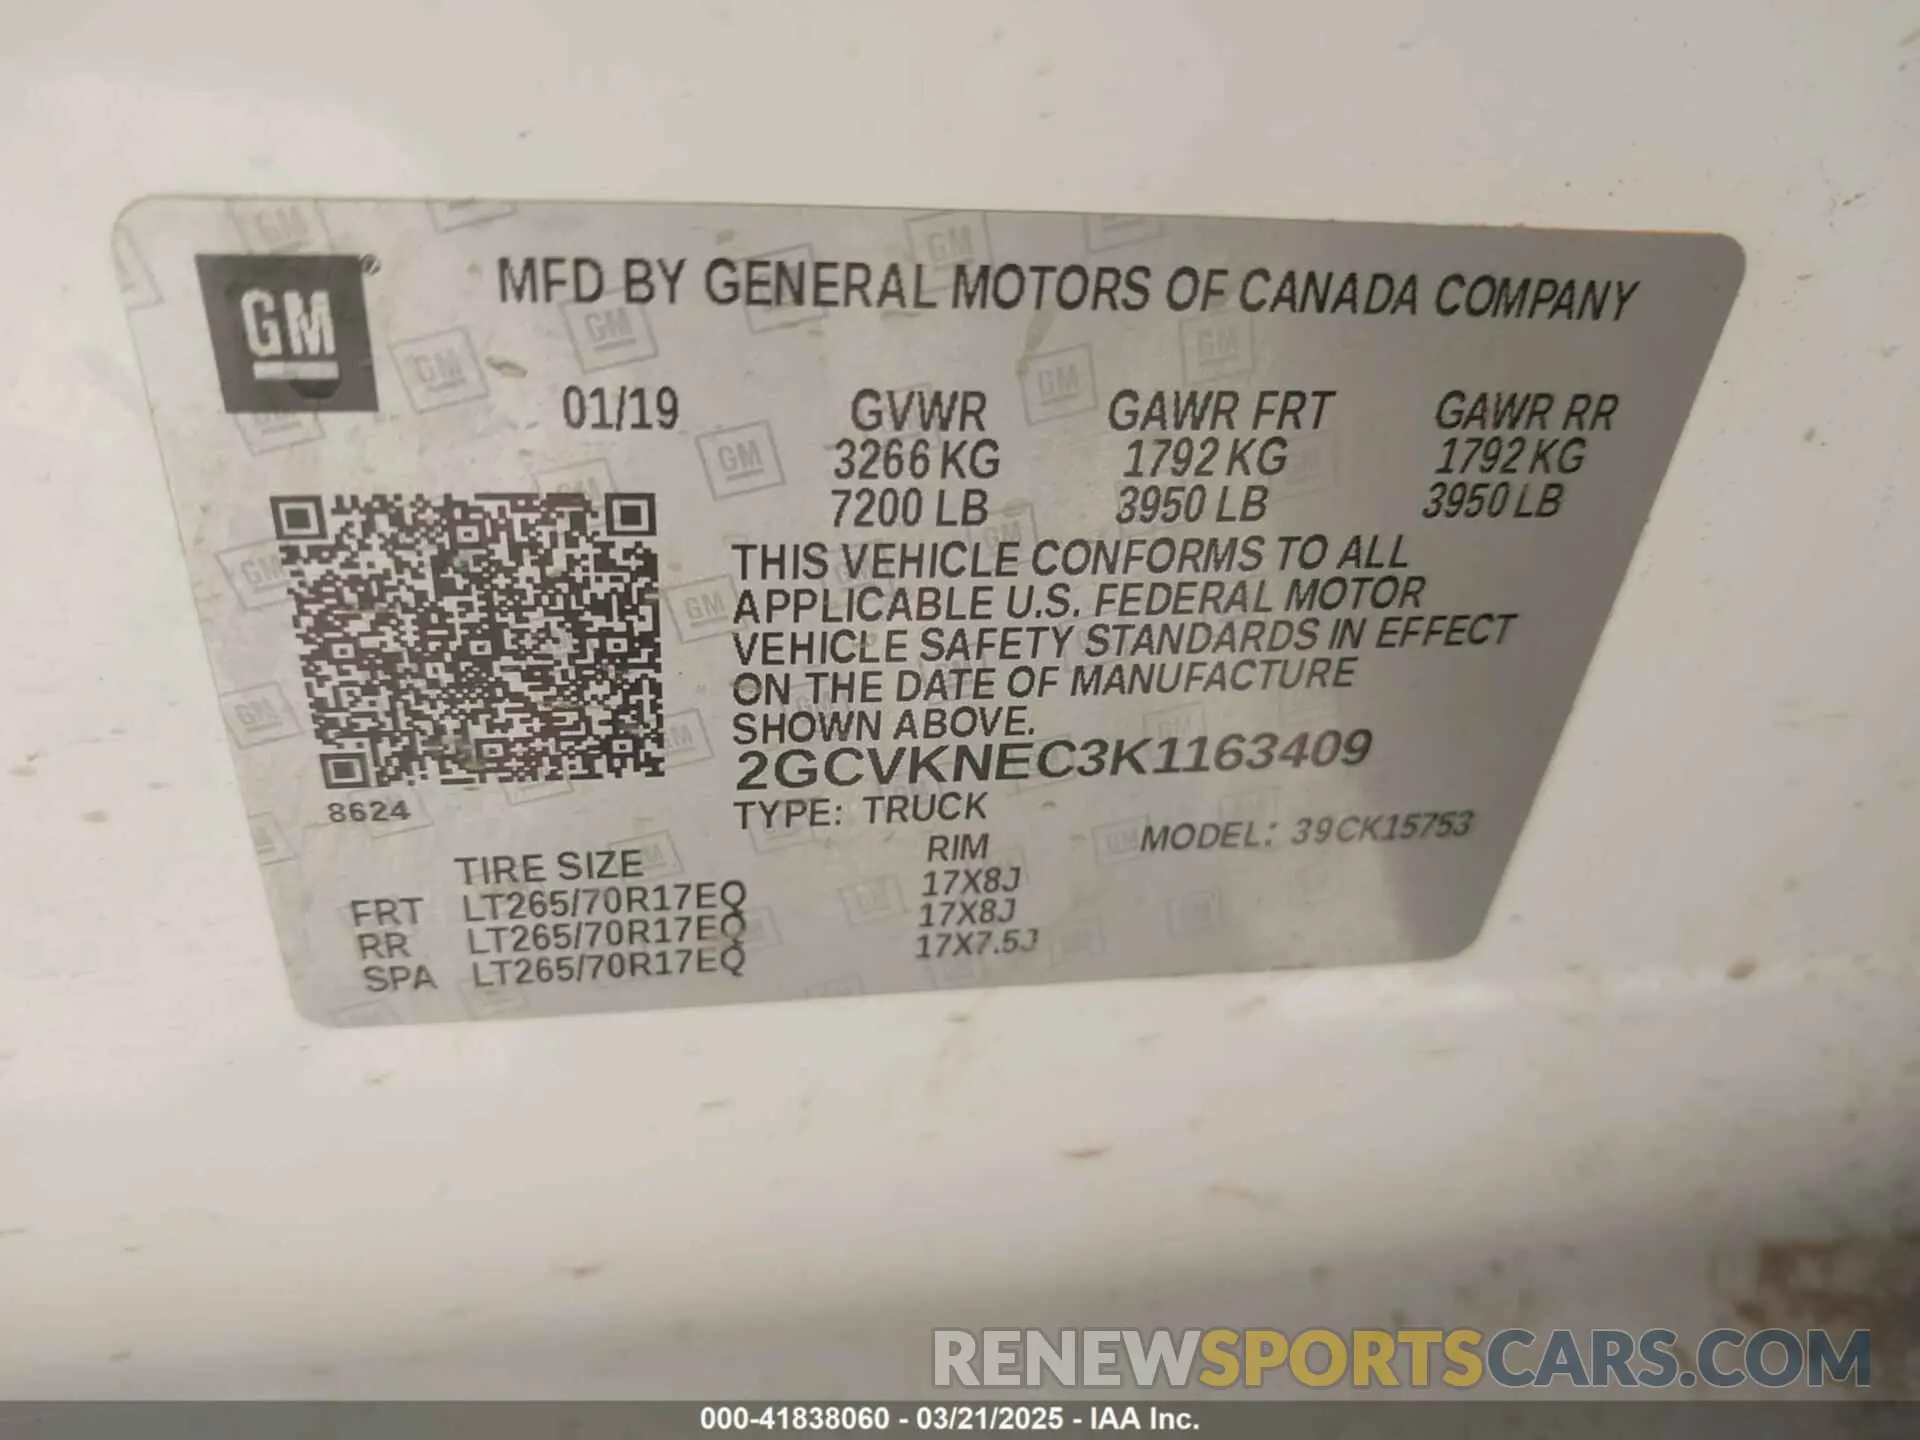 GM
MFD BY GENERAL MOTORS OF CANADA COMPANY
01/19 GVWR GAWR FRT GAWR RR
3266 KG 1792 KG 1792 KG
7200 LB 3950 LB 3950 LB
THIS VEHICLE CONFORMS TO ALL
APPLICABLE U.S. FEDERAL MOTOR
VEHICLE SAFETY STANDARDS IN EFFECT
ON THE DATE OF MANUFACTURE
SHOWN ABOVE.
2GCVKNEC3K1163409
8624
TYPE: TRUCK MODEL: 39CK15753
TIRE SIZE RIM
FRT LT265/70R17EQ 17X8J
RR LT265/70R17EQ 17X8J
SPA LT265/70R17EQ 17X7.5J
RENEWSPORTSCARS.COM
000-41838060 - 03/21/2025 - IAA Inc.